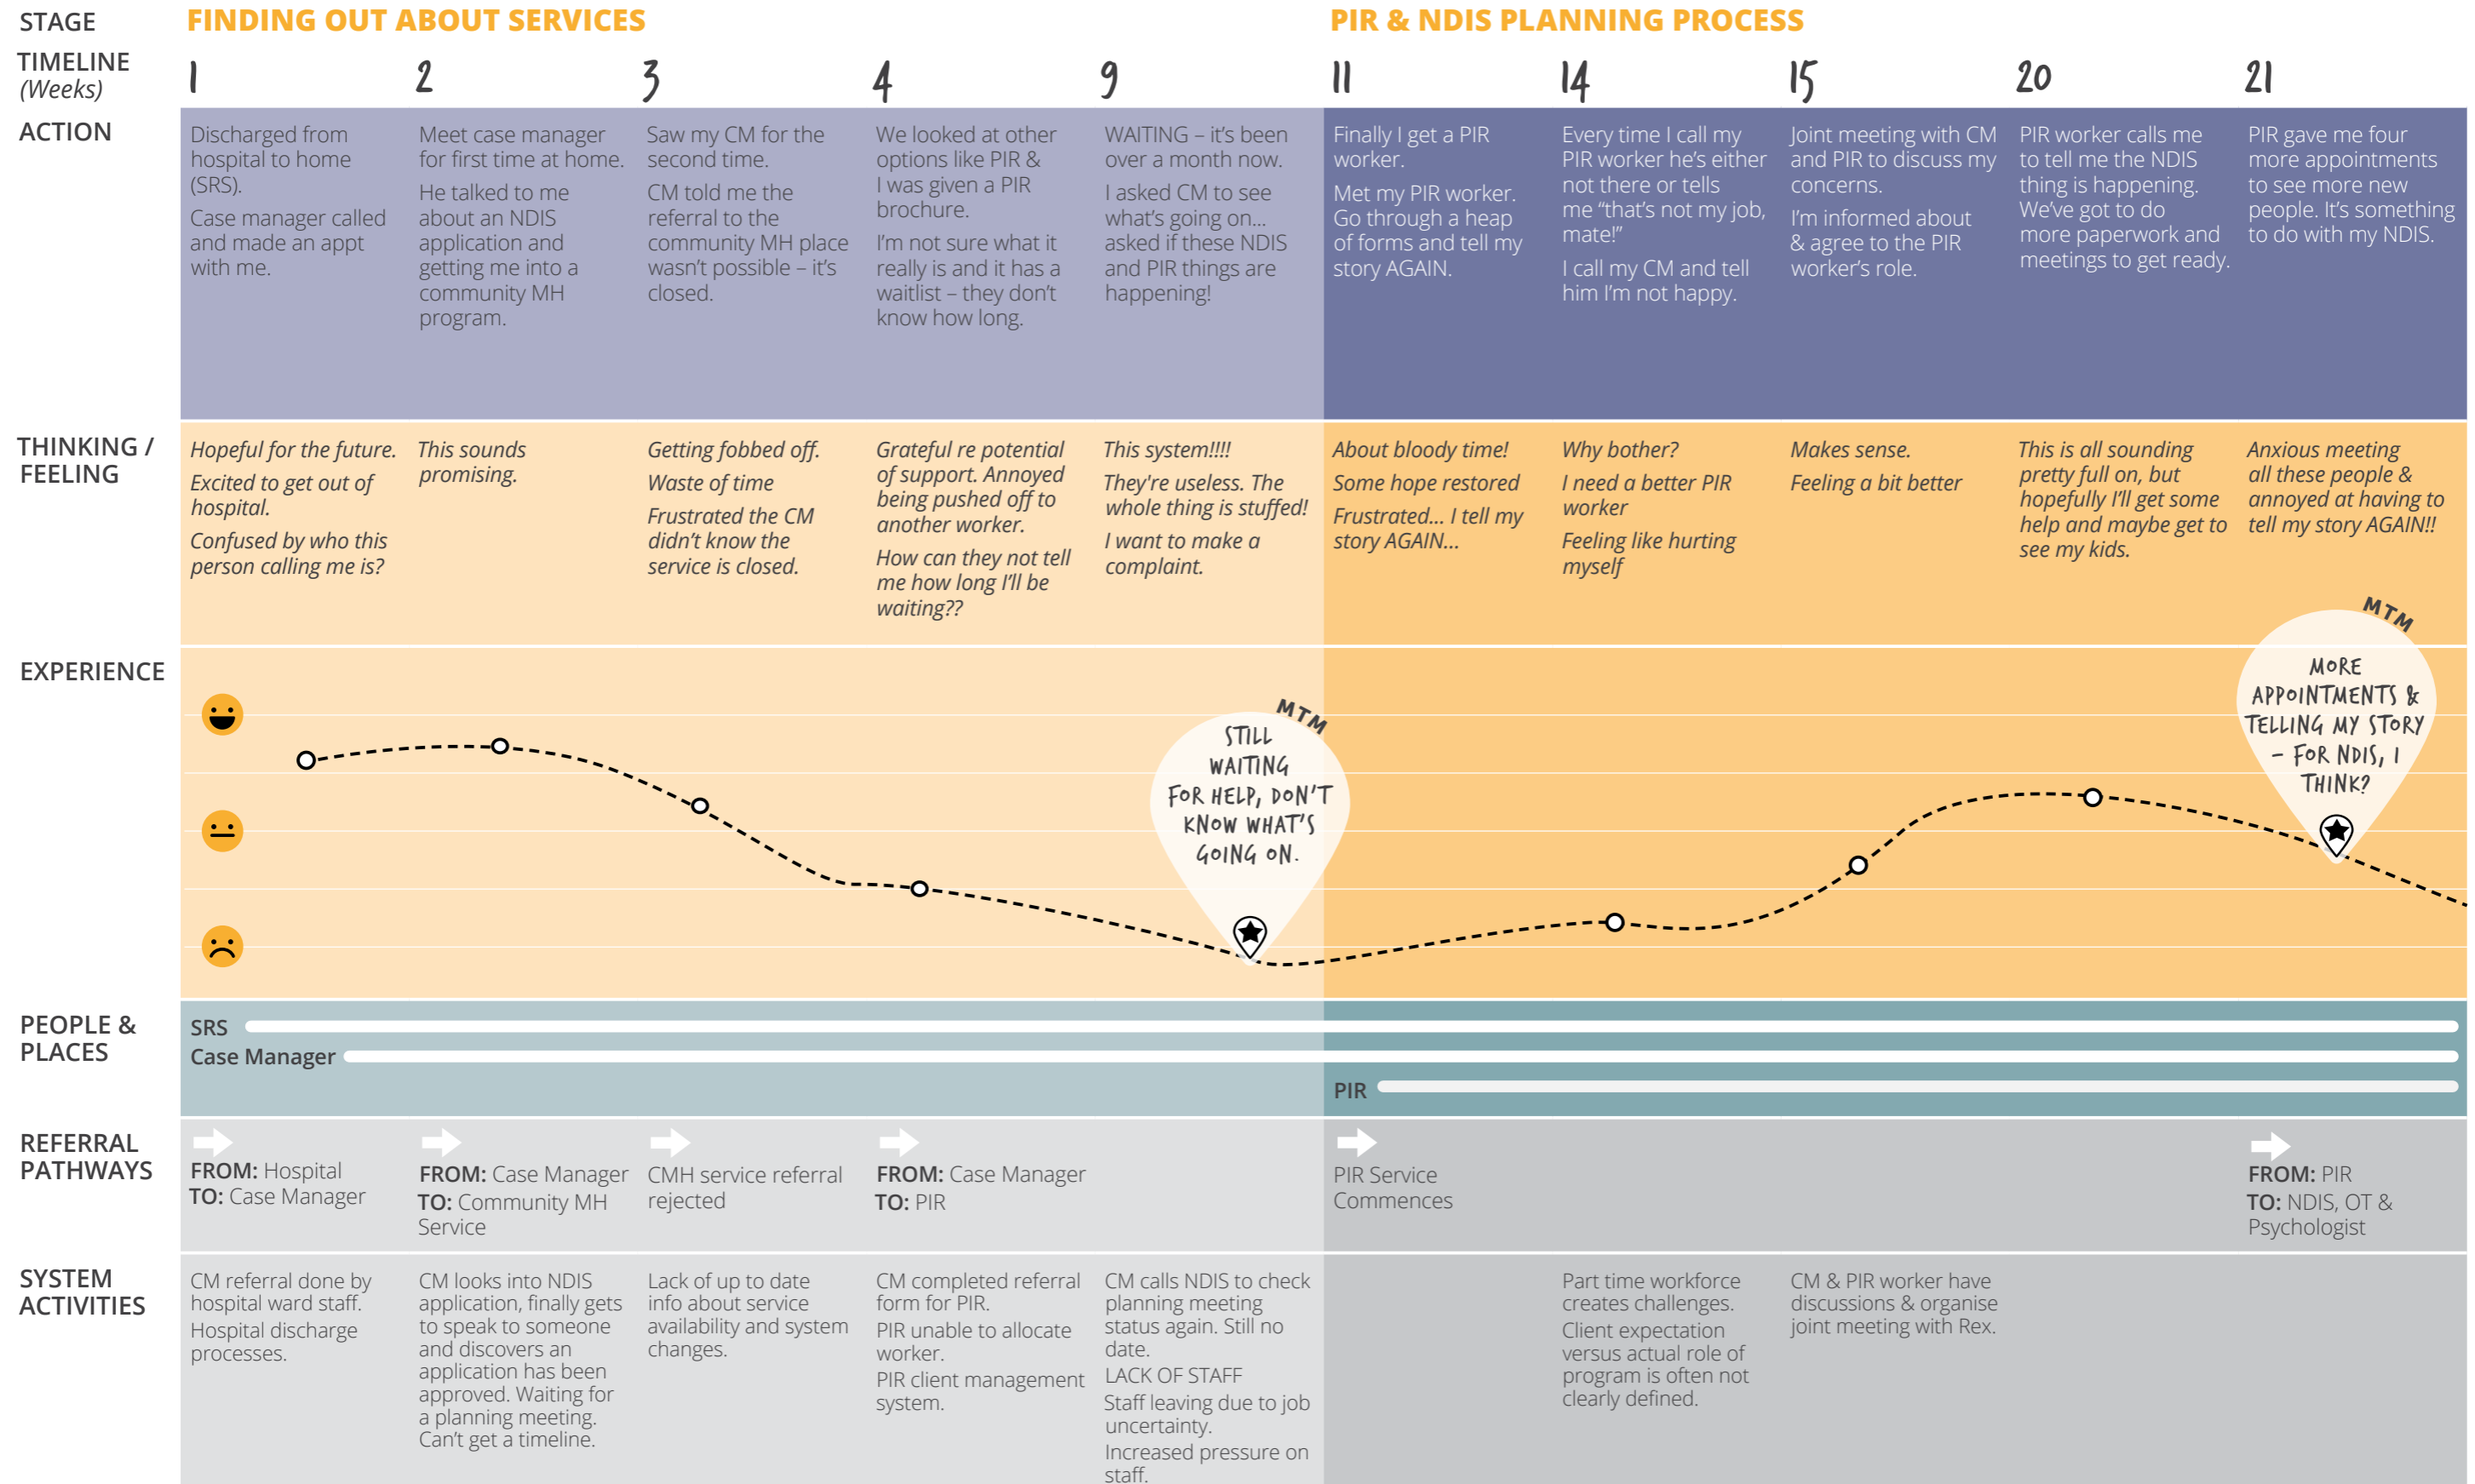 STAGE
FINDING OUT ABOUT SERVICES
PIR & NDIS PLANNING PROCESS
TIMELINE
(Weeks)
1
2
3
4
9
11
14
15
20
21
ACTION
Discharged from
hospital to home
(SRS).
Case manager called
and made an appt
with me.
Meet case manager
for first time at home.
He talked to me
about an NDIS
application and
getting me into a
community MH
program.
Saw my CM for the
second time.
CM told me the
referral to the
community MH place
wasn't possible – it's
closed.
We looked at other
options like PIR &
I was given a PIR
brochure.
I'm not sure what it
really is and it has a
waitlist – they don't
know how long.
WAITING – it's been
over a month now.
I asked CM to see
what's going on...
asked if these NDIS
and PIR things are
happening!
Finally I get a PIR
worker.
Met my PIR worker.
Go through a heap
of forms and tell my
story AGAIN.
Every time I call my
PIR worker he's either
not there or tells
me "that's not my job,
mate!"
I call my CM and tell
him I'm not happy.
Joint meeting with CM
and PIR to discuss my
concerns.
I'm informed about
& agree to the PIR
worker's role.
PIR worker calls me
to tell me the NDIS
thing is happening.
We've got to do
more paperwork and
meetings to get ready.
PIR gave me four
more appointments
to see more new
people. It's something
to do with my NDIS.
THINKING /
FEELING
Hopeful for the future.
Excited to get out of
hospital.
Confused by who this
person calling me is?
This sounds
promising.
Getting fobbed off.
Waste of time
Frustrated the CM
didn't know the
service is closed.
Grateful re potential
of support. Annoyed
being pushed off to
another worker.
How can they not tell
me how long I'll be
waiting??
This system!!!!
They're useless. The
whole thing is stuffed!
I want to make a
complaint.
About bloody time!
Some hope restored
Frustrated... I tell my
story AGAIN...
Why bother?
I need a better PIR
worker
Feeling like hurting
myself
Makes sense.
Feeling a bit better
This is all sounding
pretty full on, but
hopefully I'll get some
help and maybe get to
see my kids.
Anxious meeting
all these people &
annoyed at having to
tell my story AGAIN!!
EXPERIENCE
MTM
STILL
WAITING
FOR HELP, DON'T
KNOW WHAT'S
GOING ON.
MTM
MORE
APPOINTMENTS &
TELLING MY STORY
– FOR NDIS, I
THINK?
PEOPLE &
PLACES
SRS
Case Manager
PIR
REFERRAL
PATHWAYS
FROM: Hospital
TO: Case Manager
FROM: Case Manager
TO: Community MH
Service
CMH service referral
rejected
FROM: Case Manager
TO: PIR
PIR Service
Commences
FROM: PIR
TO: NDIS, OT &
Psychologist
SYSTEM
ACTIVITIES
CM referral done by
hospital ward staff.
Hospital discharge
processes.
CM looks into NDIS
application, finally gets
to speak to someone
and discovers an
application has been
approved. Waiting for
a planning meeting.
Can't get a timeline.
Lack of up to date
info about service
availability and system
changes.
CM completed referral
form for PIR.
PIR unable to allocate
worker.
PIR client management
system.
CM calls NDIS to check
planning meeting
status again. Still no
date.
LACK OF STAFF
Staff leaving due to job
uncertainty.
Increased pressure on
staff.
Part time workforce
creates challenges.
Client expectation
versus actual role of
program is often not
clearly defined.
CM & PIR worker have
discussions & organise
joint meeting with Rex.